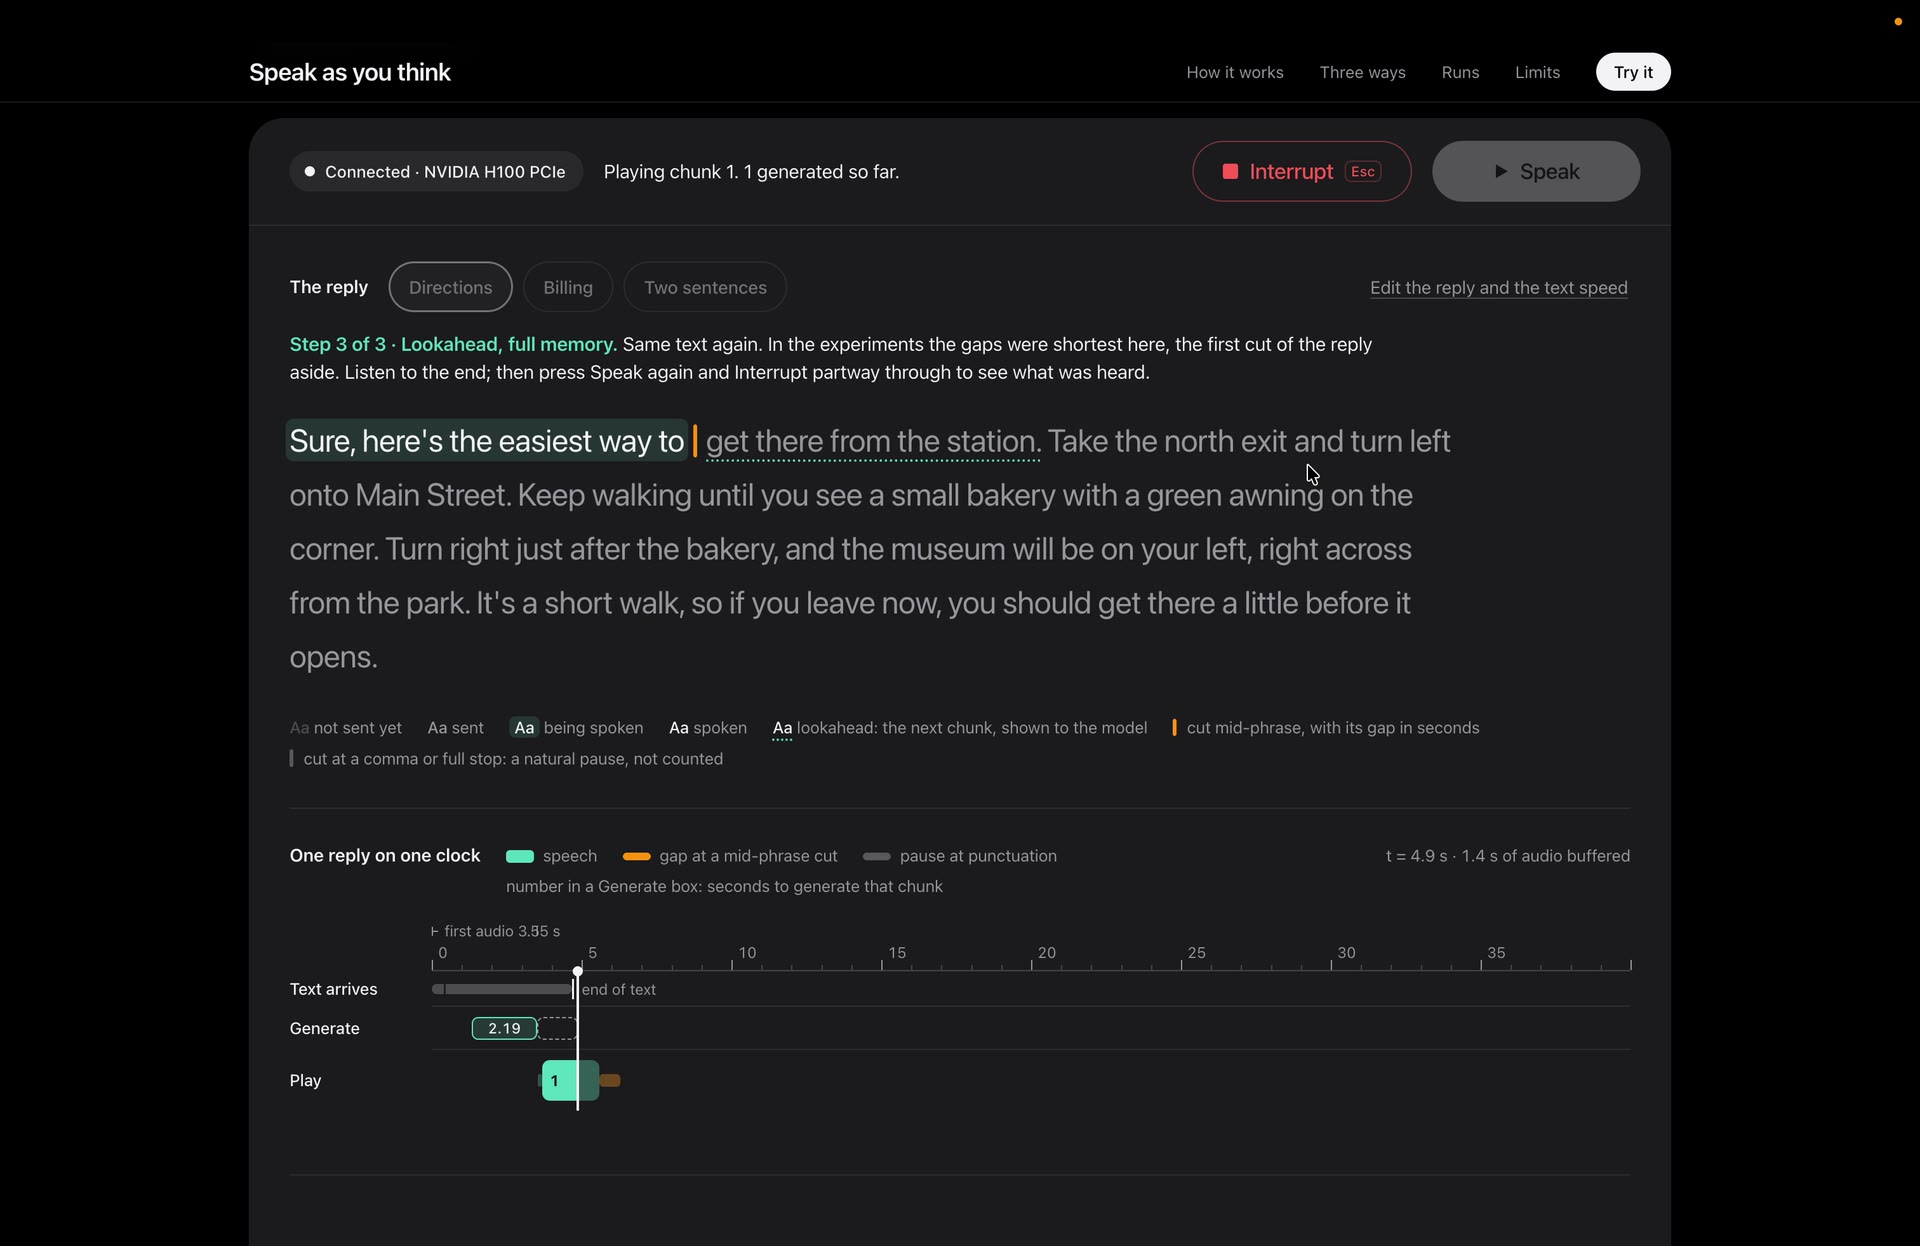 Speak as you think
How it works
Three ways
Runs
Limits
Try it
Connected · NVIDIA H100 PCIe
Playing chunk 1. 1 generated so far.
Interrupt Esc
Speak
The reply
Directions
Billing
Two sentences
Edit the reply and the text speed
Step 3 of 3 · Lookahead, full memory. Same text again. In the experiments the gaps were shortest here, the first cut of the reply
aside. Listen to the end; then press Speak again and Interrupt partway through to see what was heard.
Sure, here's the easiest way to get there from the station. Take the north exit and turn left
onto Main Street. Keep walking until you see a small bakery with a green awning on the
corner. Turn right just after the bakery, and the museum will be on your left, right across
from the park. It's a short walk, so if you leave now, you should get there a little before it
opens.
Aa not sent yet
Aa sent
Aa being spoken
Aa spoken
Aa lookahead: the next chunk, shown to the model
cut mid-phrase, with its gap in seconds
cut at a comma or full stop: a natural pause, not counted
One reply on one clock
speech
gap at a mid-phrase cut
pause at punctuation
t = 4.9 s · 1.4 s of audio buffered
number in a Generate box: seconds to generate that chunk
first audio
0 5 10 15 20 25 30 35
Text arrives
end of text
Generate
2.19
Play
1